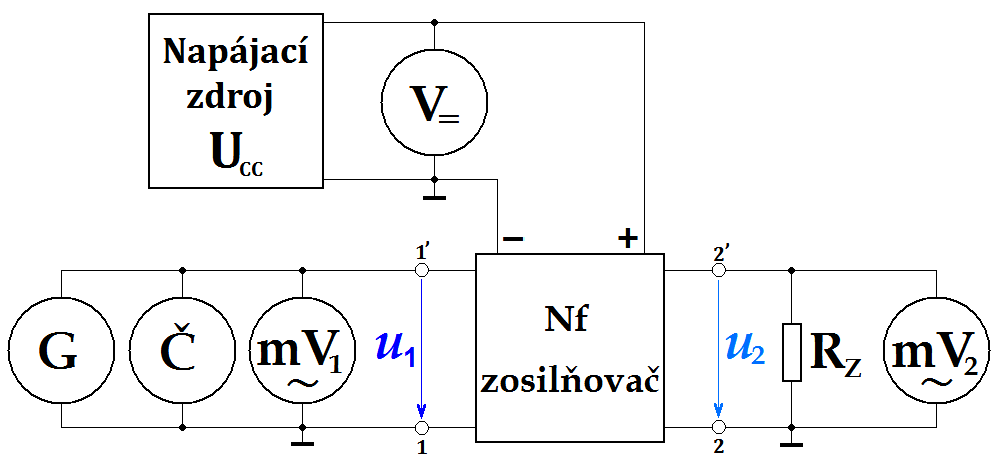 Napájací
zdroj
Ucc
V=
− +
1’
2’
G
Č
mV1
~
u1
Nf
zosilňovač
u2
RZ
mV2
~
1
2